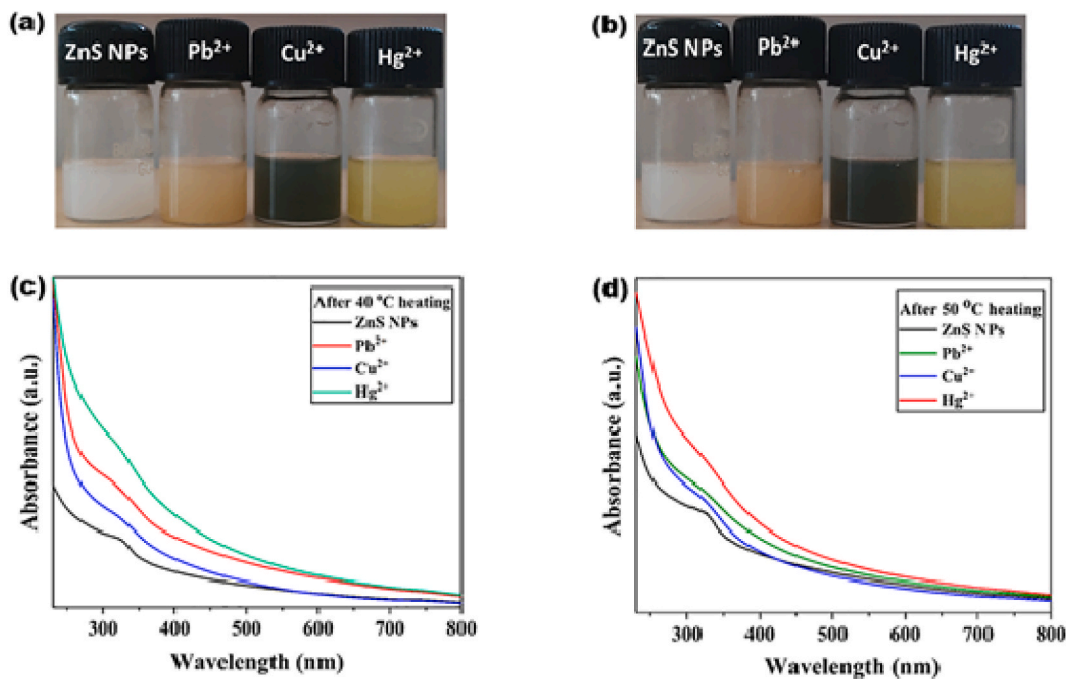 (a)
ZnS NPs Pb²⁺ Cu²⁺ Hg²⁺
(b)
ZnS NPs Pb²⁺ Cu²⁺ Hg²⁺
(c)
After 40 °C heating
ZnS NPs
Pb²⁺
Cu²⁺
Hg²⁺
Absorbance (a.u.)
300 400 500 600 700 800
Wavelength (nm)
(d)
After 50 °C heating
ZnS NPs
Pb²⁺
Cu²⁺
Hg²⁺
Absorbance (a.u.)
300 400 500 600 700 800
Wavelength (nm)